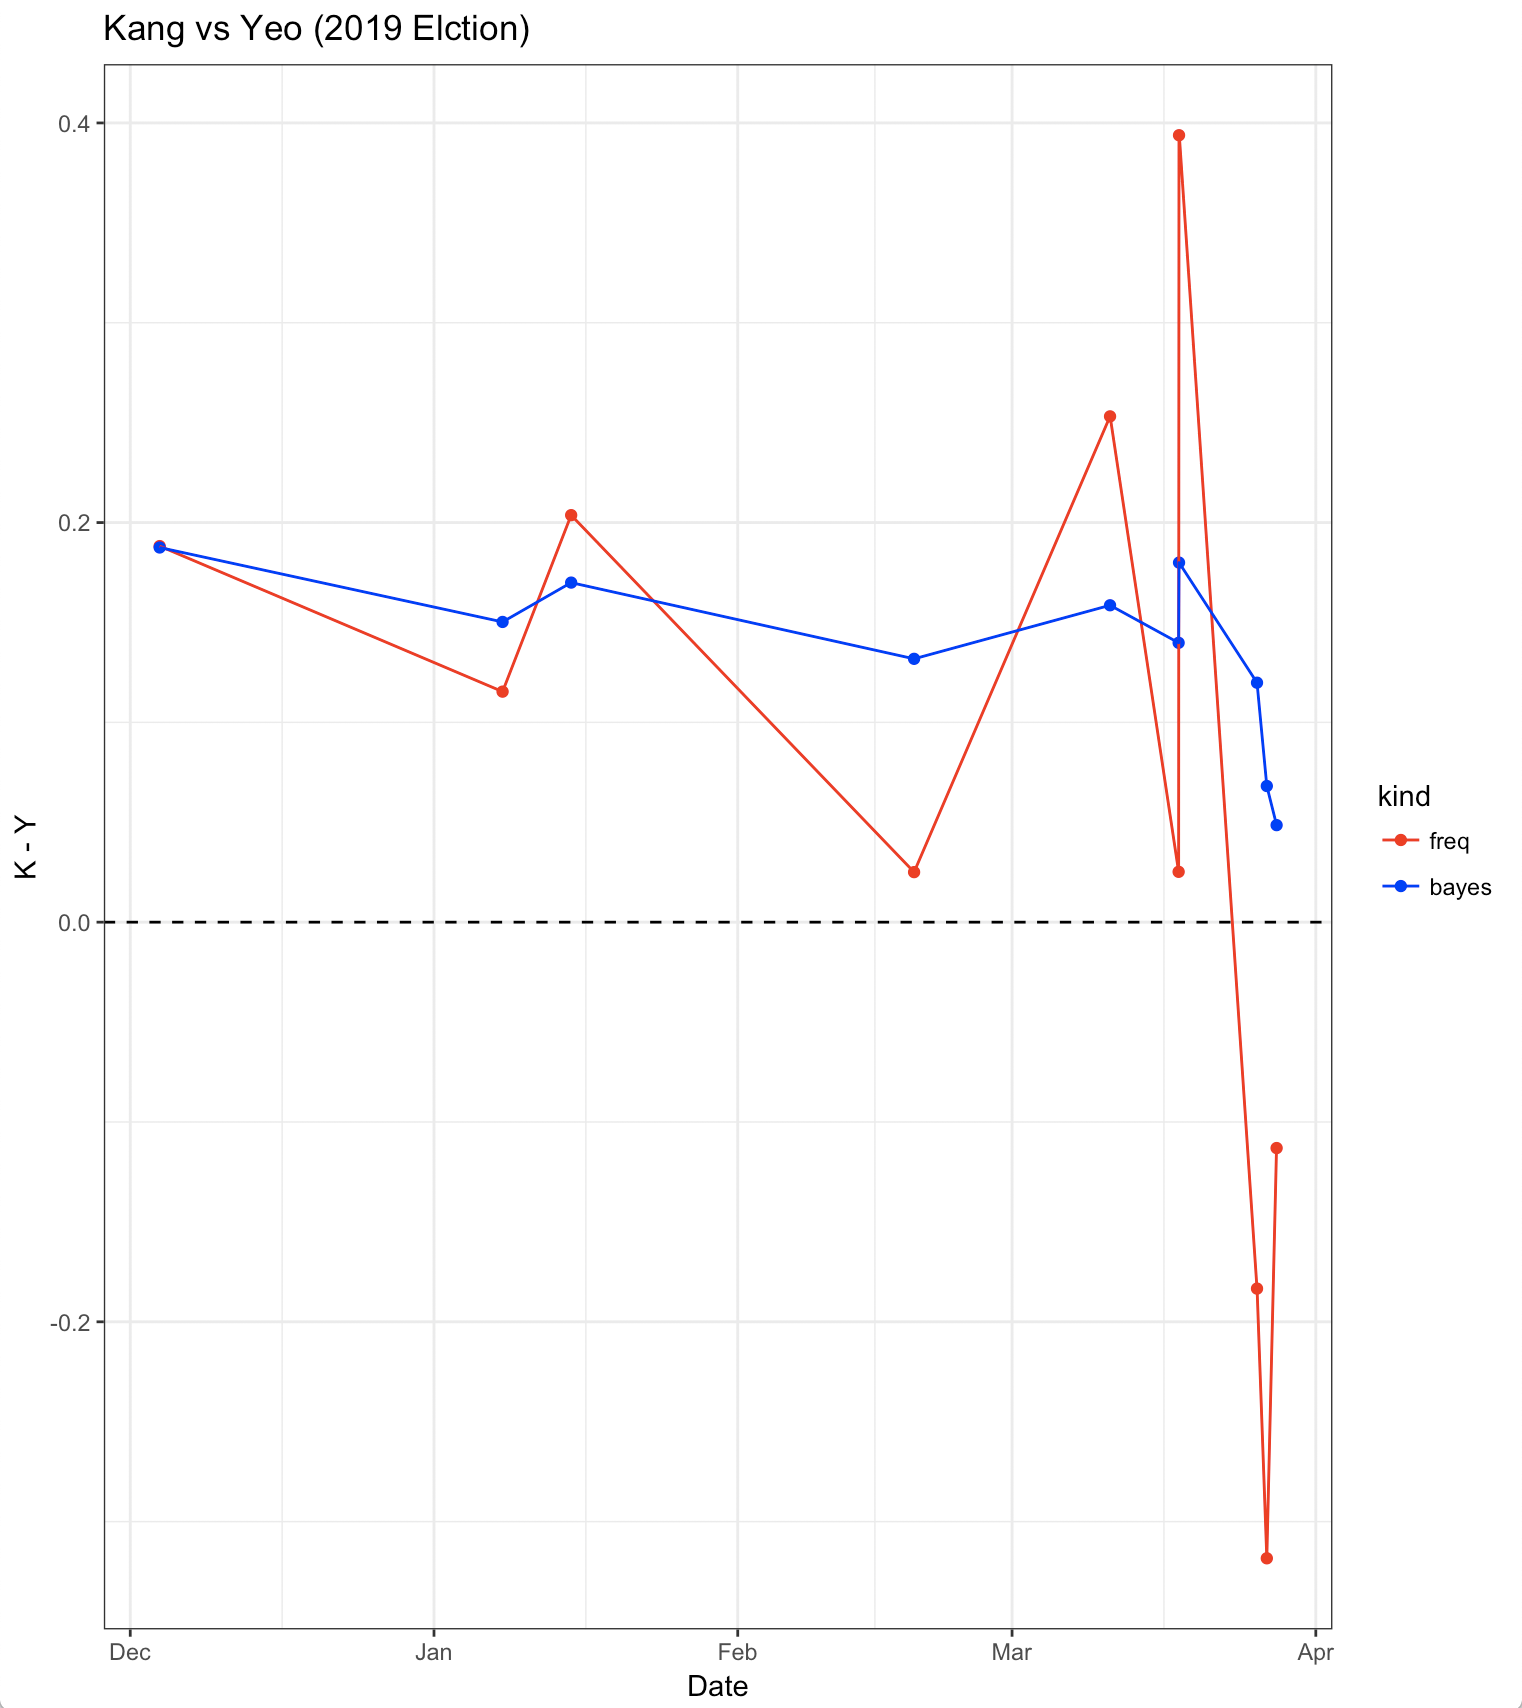 Kang vs Yeo (2019 Elction)
0.4
0.2
0.0
-0.2
K - Y
Dec Jan Feb Mar Apr
Date
kind
freq
bayes